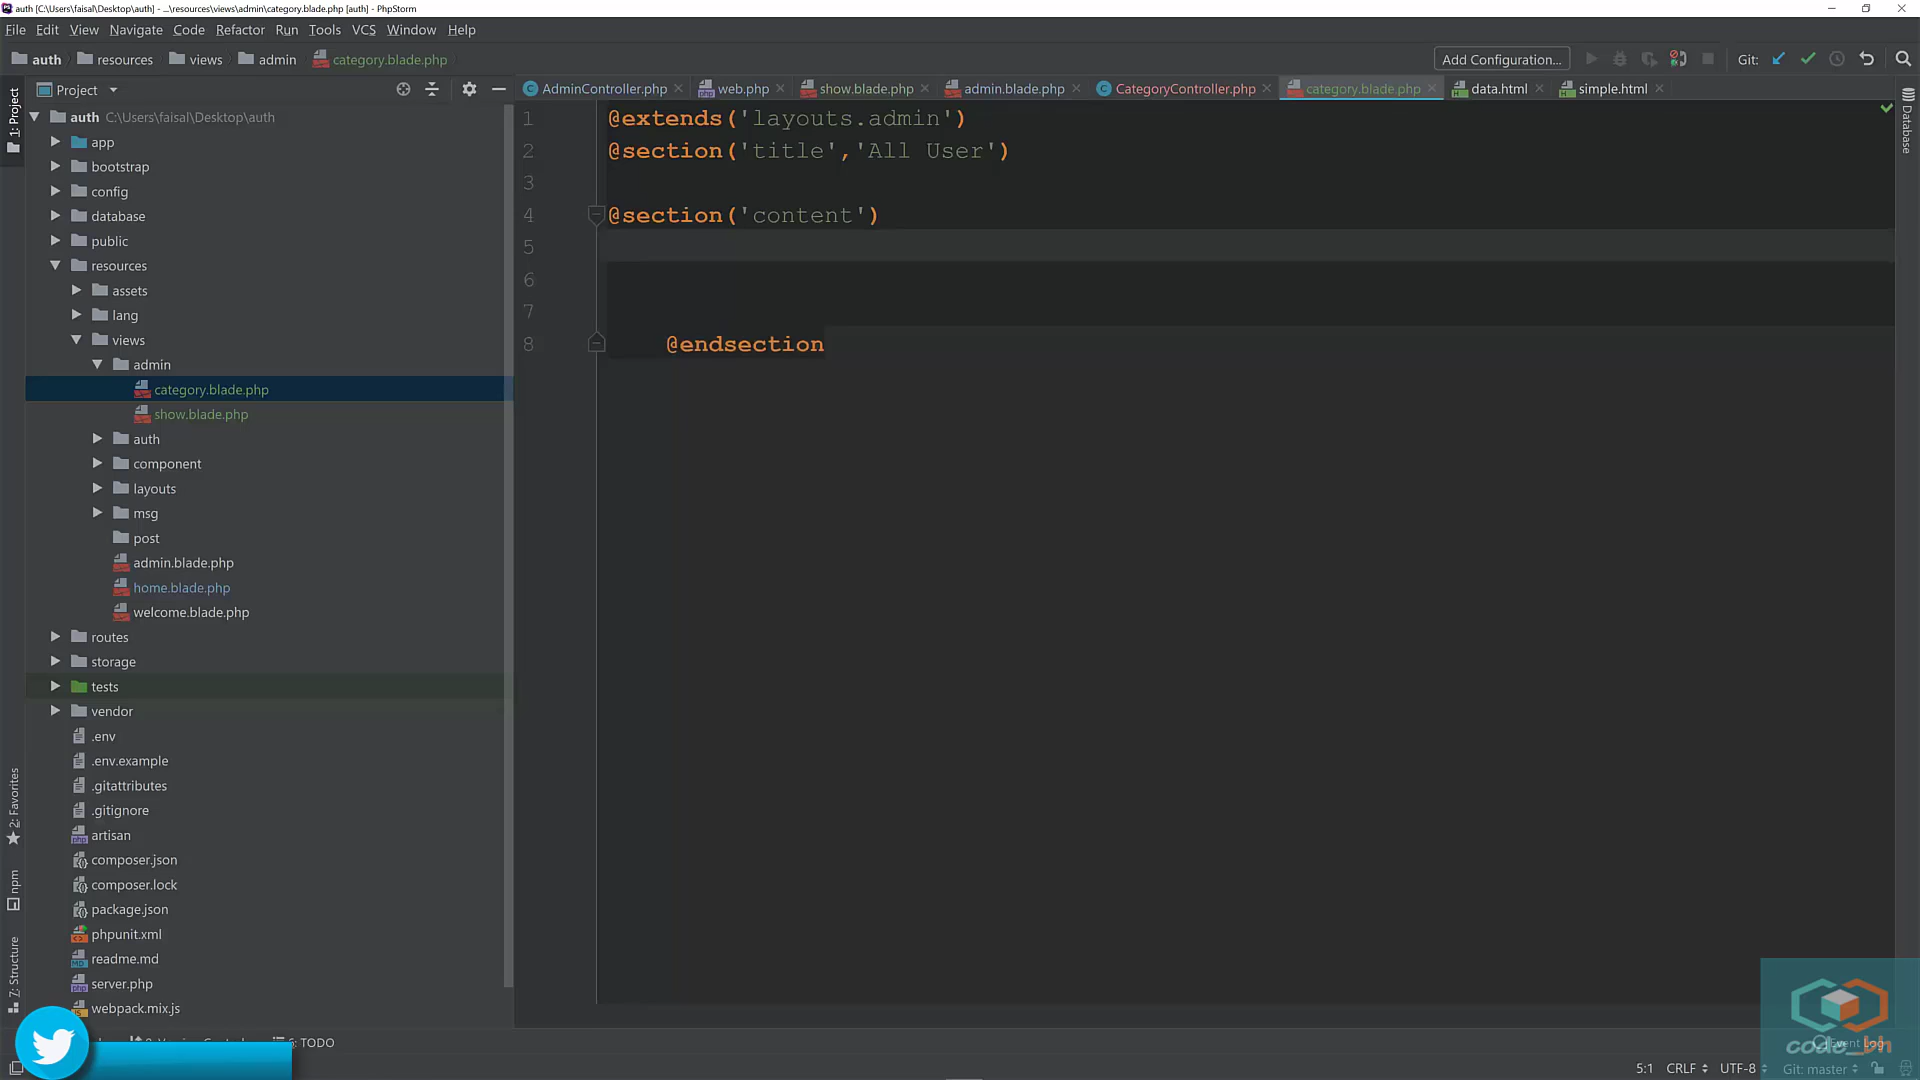 auth [C:\Users\faisal\Desktop\auth] - ...\resources\views\admin\category.blade.php [auth] - PhpStorm
File Edit View Navigate Code Refactor Run Tools VCS Window Help
auth resources views admin category.blade.php Add Configuration... Git:
1: Project
Project
AdminController.php web.php show.blade.php admin.blade.php CategoryController.php category.blade.php data.html simple.html
Database
auth C:\Users\faisal\Desktop\auth
app
bootstrap
config
database
public
resources
assets
lang
views
admin
category.blade.php
show.blade.php
auth
component
layouts
msg
post
admin.blade.php
home.blade.php
welcome.blade.php
routes
storage
tests
vendor
.env
.env.example
.gitattributes
.gitignore
artisan
composer.json
composer.lock
package.json
phpunit.xml
readme.md
server.php
webpack.mix.js
1 @extends('layouts.admin')
2 @section('title','All User')
3
4 @section('content')
5
6
7
8 @endsection
2: Favorites
npm
7: Structure
6: TODO
Event Log
5:1 CRLF UTF-8 Git: master